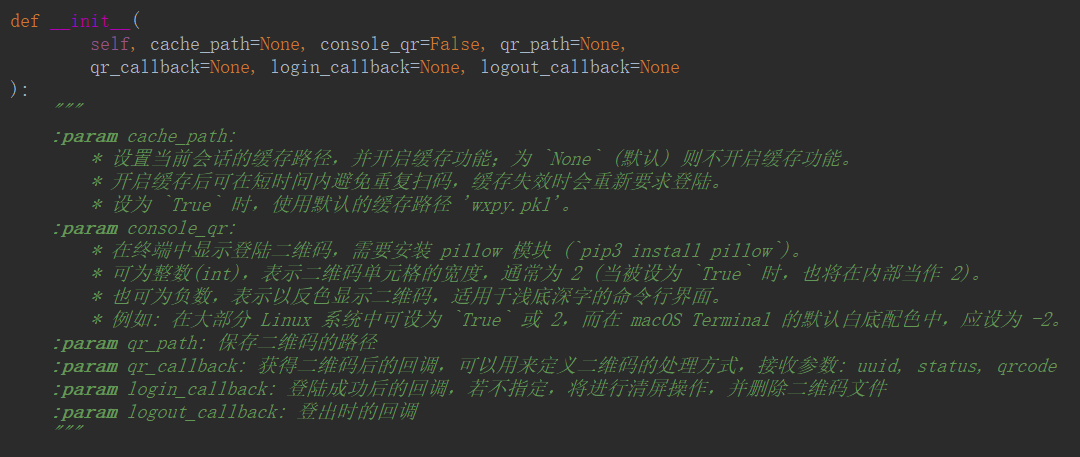 def __init__(
self, cache_path=None, console_qr=False, qr_path=None,
qr_callback=None, login_callback=None, logout_callback=None
):
"""
:param cache_path:
* 设置当前会话的缓存路径，并开启缓存功能；为 `None` (默认) 则不开启缓存功能。
* 开启缓存后可在短时间内避免重复扫码，缓存失效时会重新要求登陆。
* 设为 `True` 时，使用默认的缓存路径 'wxpy.pkl'。
:param console_qr:
* 在终端中显示登陆二维码，需要安装 pillow 模块 (`pip3 install pillow`)。
* 可为整数(int)，表示二维码单元格的宽度，通常为 2 (当被设为 `True` 时，也将在内部当作 2)。
* 也可为负数，表示以反色显示二维码，适用于浅底深字的命令行界面。
* 例如: 在大部分 Linux 系统中可设为 `True` 或 2，而在 macOS Terminal 的默认白底配色中，应设为 -2。
:param qr_path: 保存二维码的路径
:param qr_callback: 获得二维码后的回调，可以用来定义二维码的处理方式，接收参数: uuid, status, qrcode
:param login_callback: 登陆成功后的回调，若不指定，将进行清屏操作，并删除二维码文件
:param logout_callback: 登出时的回调
"""